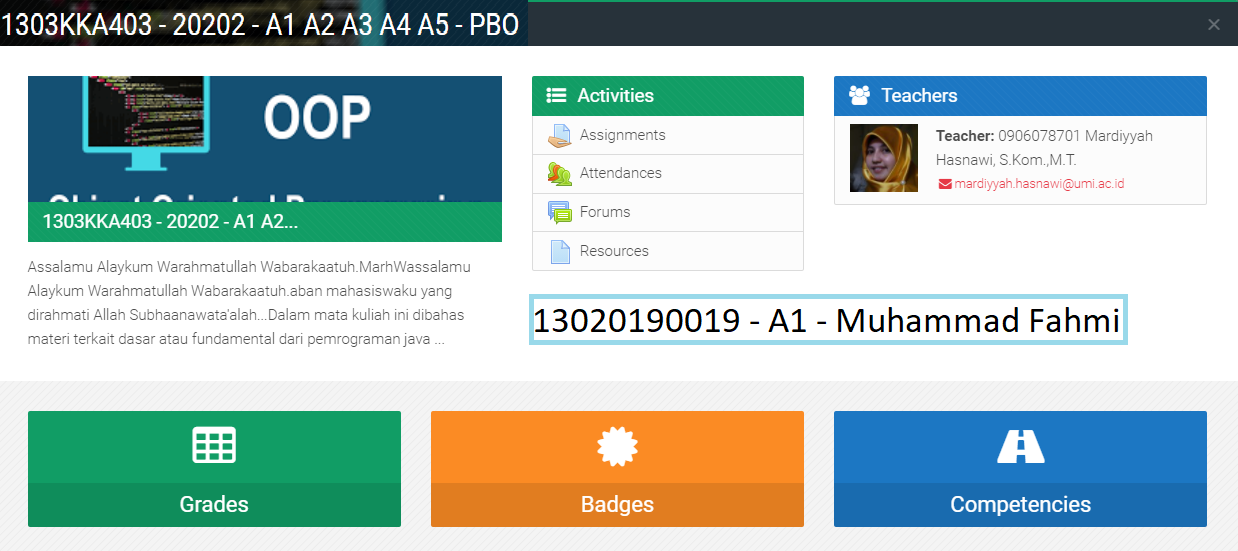 1303KKA403 - 20202 - A1 A2 A3 A4 A5 - PBO
OOP
1303KKA403 - 20202 - A1 A2...
Assalamu Alaykum Warahmatullah Wabarakaatuh.MarhWassalamu
Alaykum Warahmatullah Wabarakaatuh.aban mahasiswaku yang
dirahmati Allah Subhaanawata'alah...Dalam mata kuliah ini dibahas
materi terkait dasar atau fundamental dari pemrograman java ...
Activities
Assignments
Attendances
Forums
Resources
Teachers
Teacher: 0906078701 Mardiyyah
Hasnawi, S.Kom.,M.T.
mardiyyah.hasnawi@umi.ac.id
13020190019 - A1 - Muhammad Fahmi
Grades
Badges
Competencies